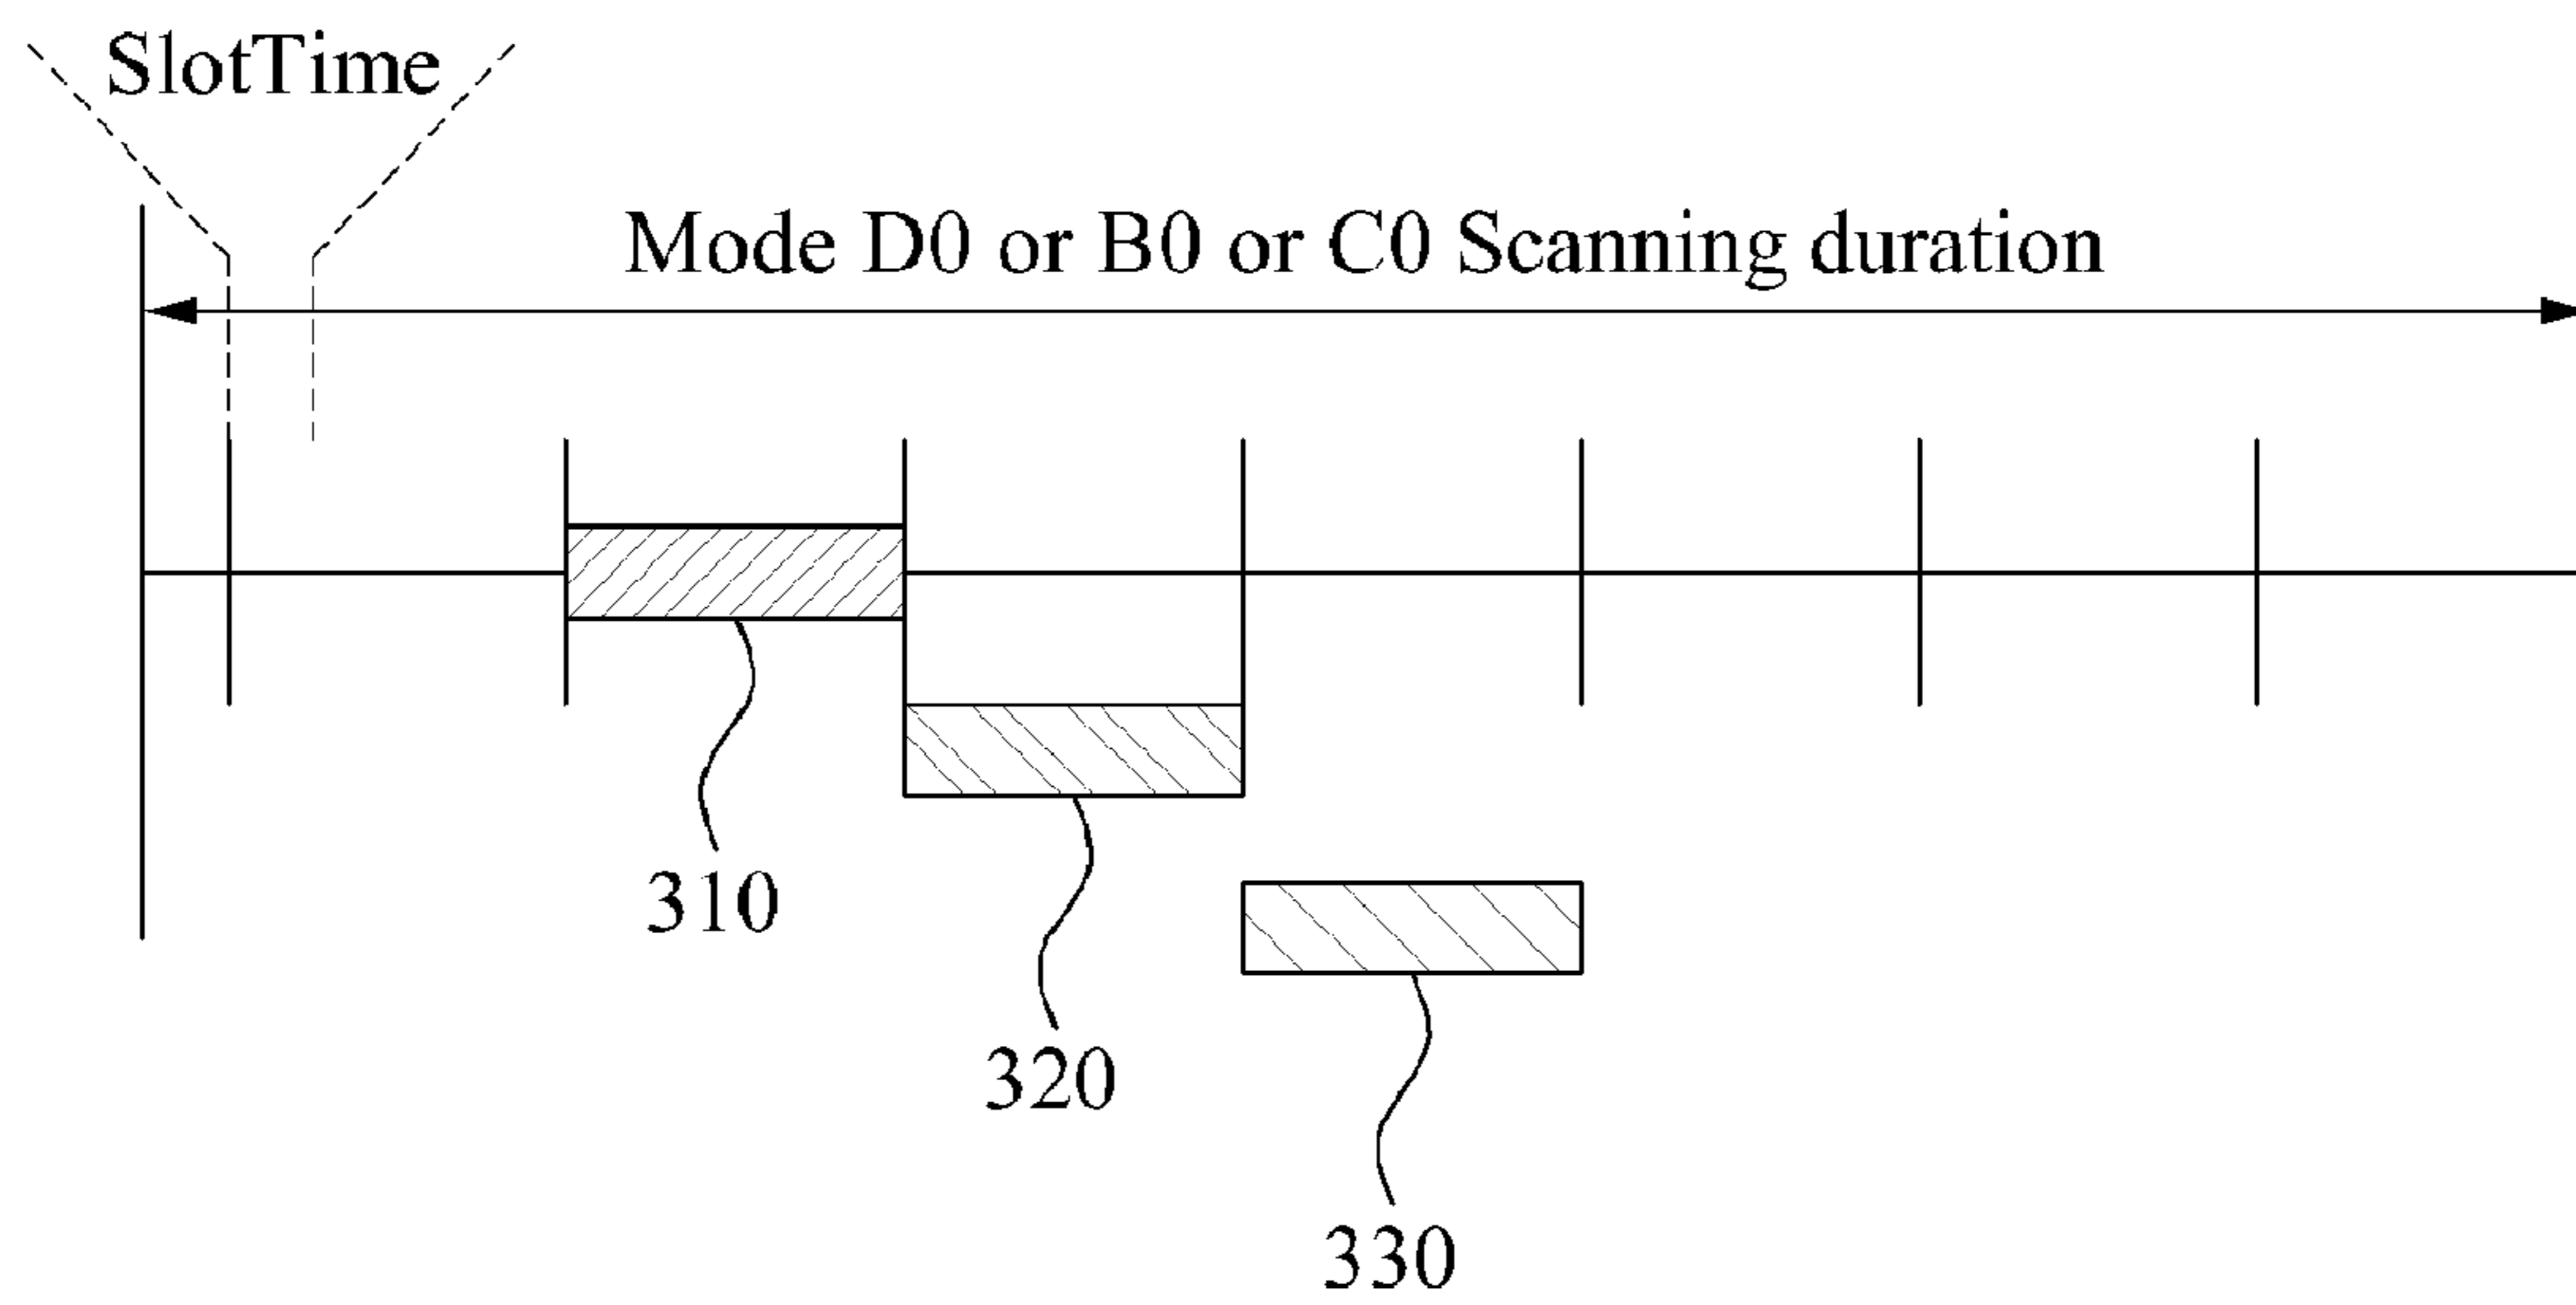 SlotTime
Mode D0 or B0 or C0 Scanning duration
310
320
330